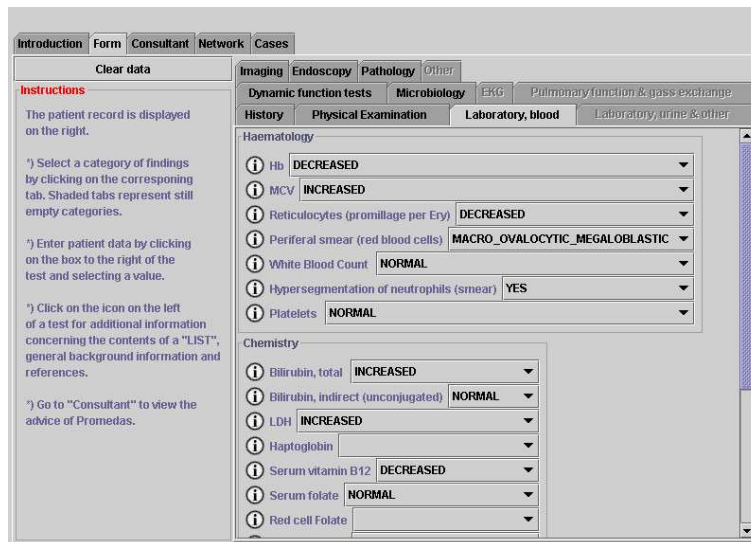 Introduction Form Consultant Network Cases
Clear data
Instructions
The patient record is displayed
on the right.
*) Select a category of findings
by clicking on the corresponing
tab. Shaded tabs represent still
empty categories.
*) Enter patient data by clicking
on the box to the right of the
test and selecting a value.
*) Click on the icon on the left
of a test for additional information
concerning the contents of a "LIST",
general background information and
references.
*) Go to "Consultant" to view the
advice of Promedas.
Imaging Endoscopy Pathology Other
Dynamic function tests Microbiology EKG Pulmonary function & gass exchange
History Physical Examination Laboratory, blood Laboratory, urine & other
Haematology
Hb DECREASED
MCV INCREASED
Reticulocytes (promillage per Ery) DECREASED
Periferal smear (red blood cells) MACRO_OVALOCYTIC_MEGALOBLASTIC
White Blood Count NORMAL
Hypersegmentation of neutrophils (smear) YES
Platelets NORMAL
Chemistry
Bilirubin, total INCREASED
Bilirubin, indirect (unconjugated) NORMAL
LDH INCREASED
Haptoglobin
Serum vitamin B12 DECREASED
Serum folate NORMAL
Red cell Folate